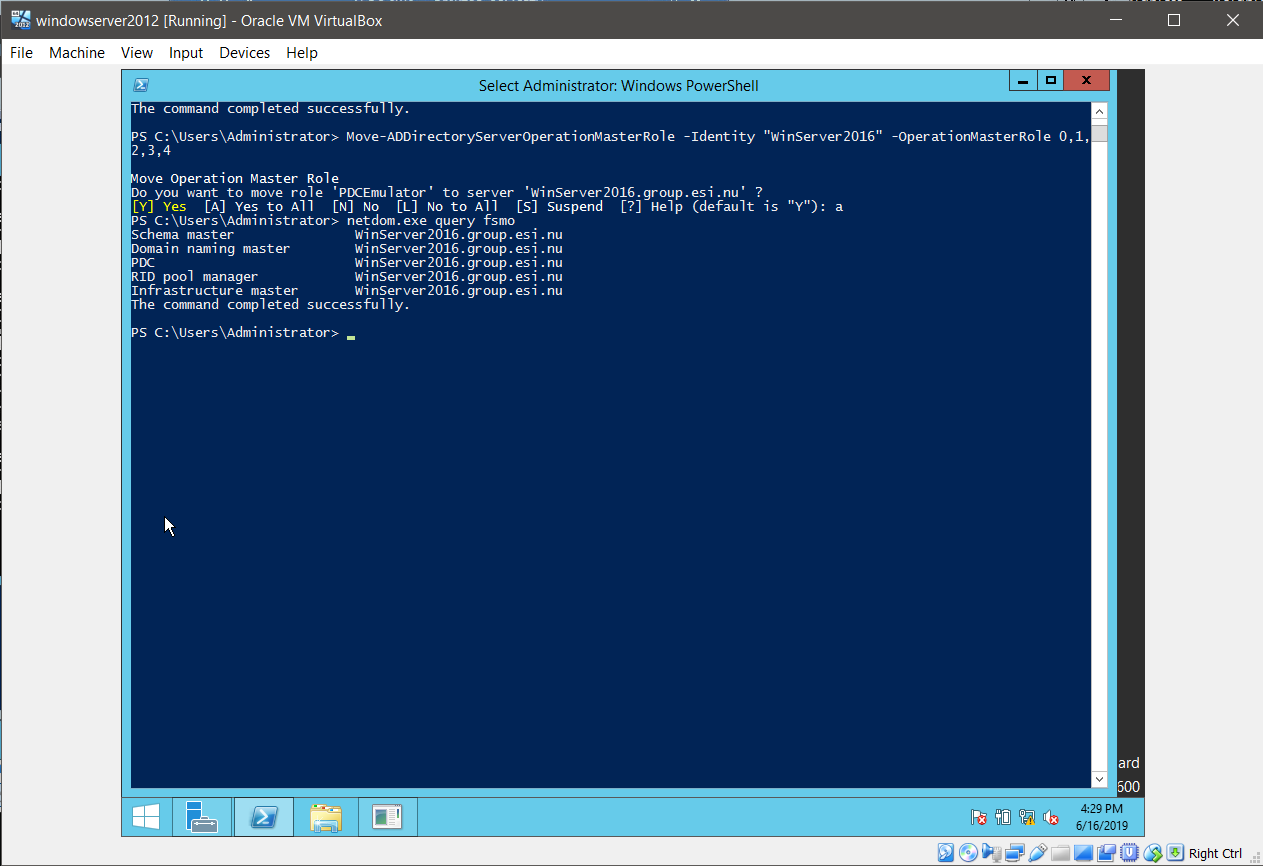 windowserver2012 [Running] - Oracle VM VirtualBox
File Machine View Input Devices Help
Select Administrator: Windows PowerShell
The command completed successfully.
PS C:\Users\Administrator> Move-ADDirectoryServerOperationMasterRole -Identity "WinServer2016" -OperationMasterRole 0,1,
2,3,4
Move Operation Master Role
Do you want to move role 'PDCEmulator' to server 'WinServer2016.group.esi.nu' ?
[Y] Yes  [A] Yes to All  [N] No  [L] No to All  [S] Suspend  [?] Help (default is "Y"): a
PS C:\Users\Administrator> netdom.exe query fsmo
Schema master               WinServer2016.group.esi.nu
Domain naming master        WinServer2016.group.esi.nu
PDC                         WinServer2016.group.esi.nu
RID pool manager            WinServer2016.group.esi.nu
Infrastructure master       WinServer2016.group.esi.nu
The command completed successfully.
PS C:\Users\Administrator>
ard
600
4:29 PM
6/16/2019
Right Ctrl